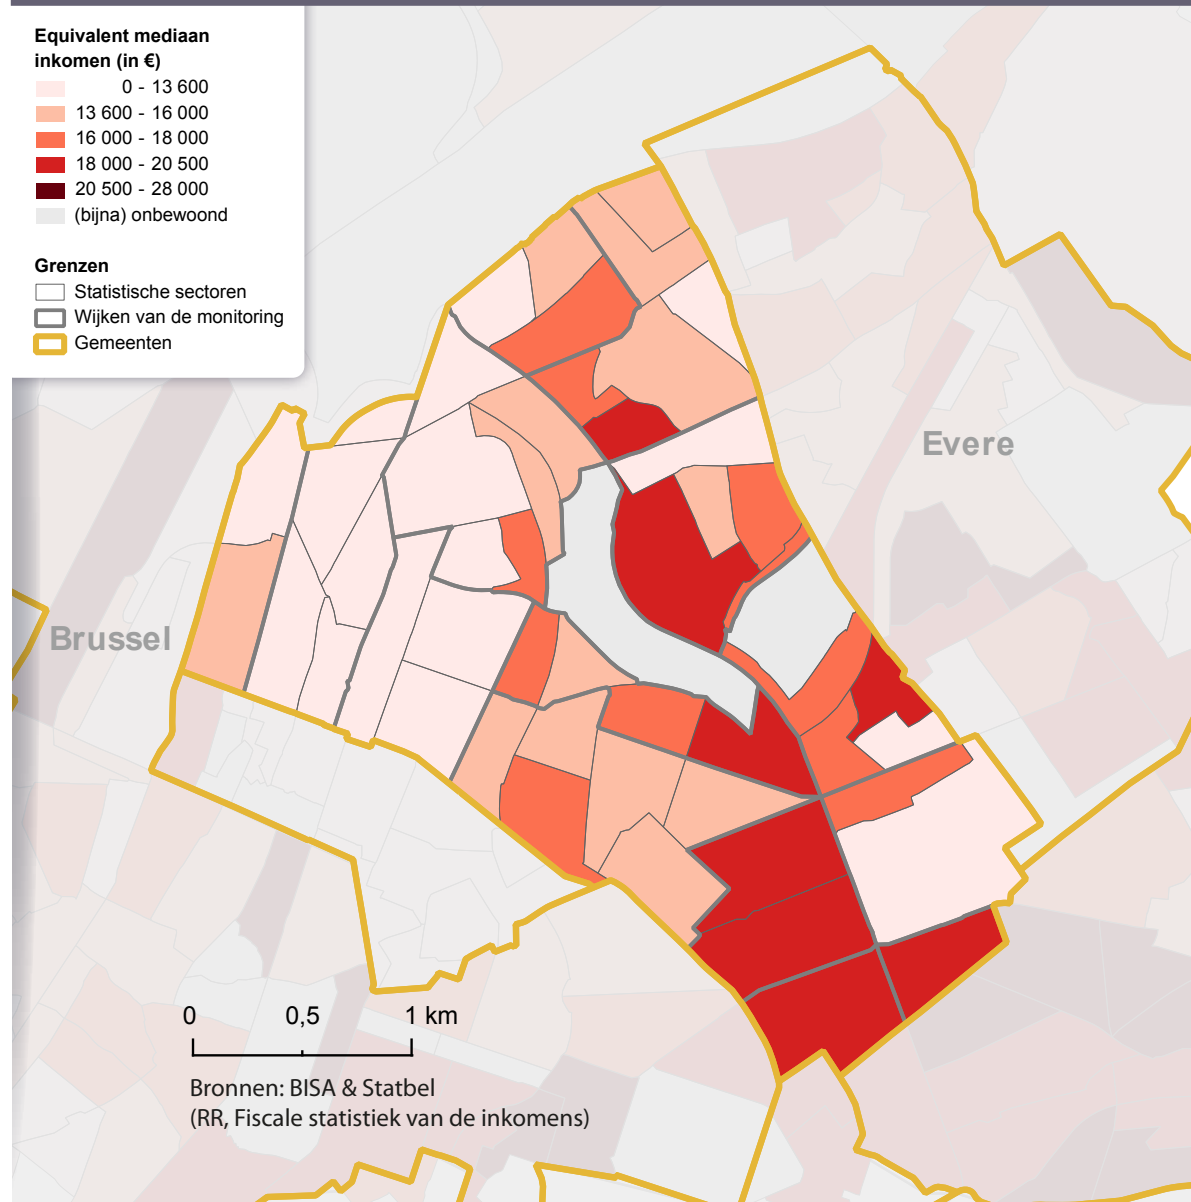 Equivalent mediaan
inkomen (in €)
0 - 13 600
13 600 - 16 000
16 000 - 18 000
18 000 - 20 500
20 500 - 28 000
(bijna) onbewoond
Grenzen
Statistische sectoren
Wijken van de monitoring
Gemeenten
Evere
Brussel
0 0,5 1 km
Bronnen: BISA & Statbel
(RR, Fiscale statistiek van de inkomens)